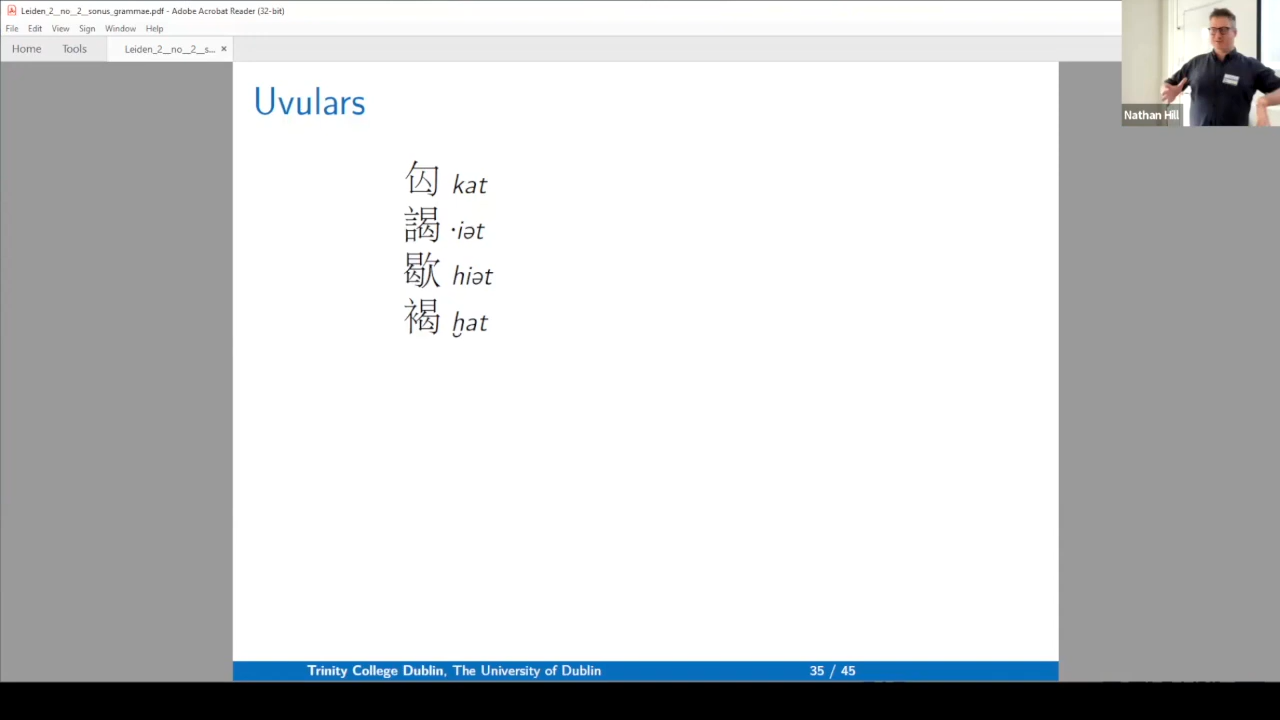 Leiden_2__no__2__sonus_grammae.pdf - Adobe Acrobat Reader (32-bit)
File Edit View Sign Window Help
Home Tools Leiden_2__no__2__s... ×
Nathan Hill
Uvulars
匃 kat
謁 ·iət
歇 hiət
褐 ḫat
Trinity College Dublin, The University of Dublin 35 / 45